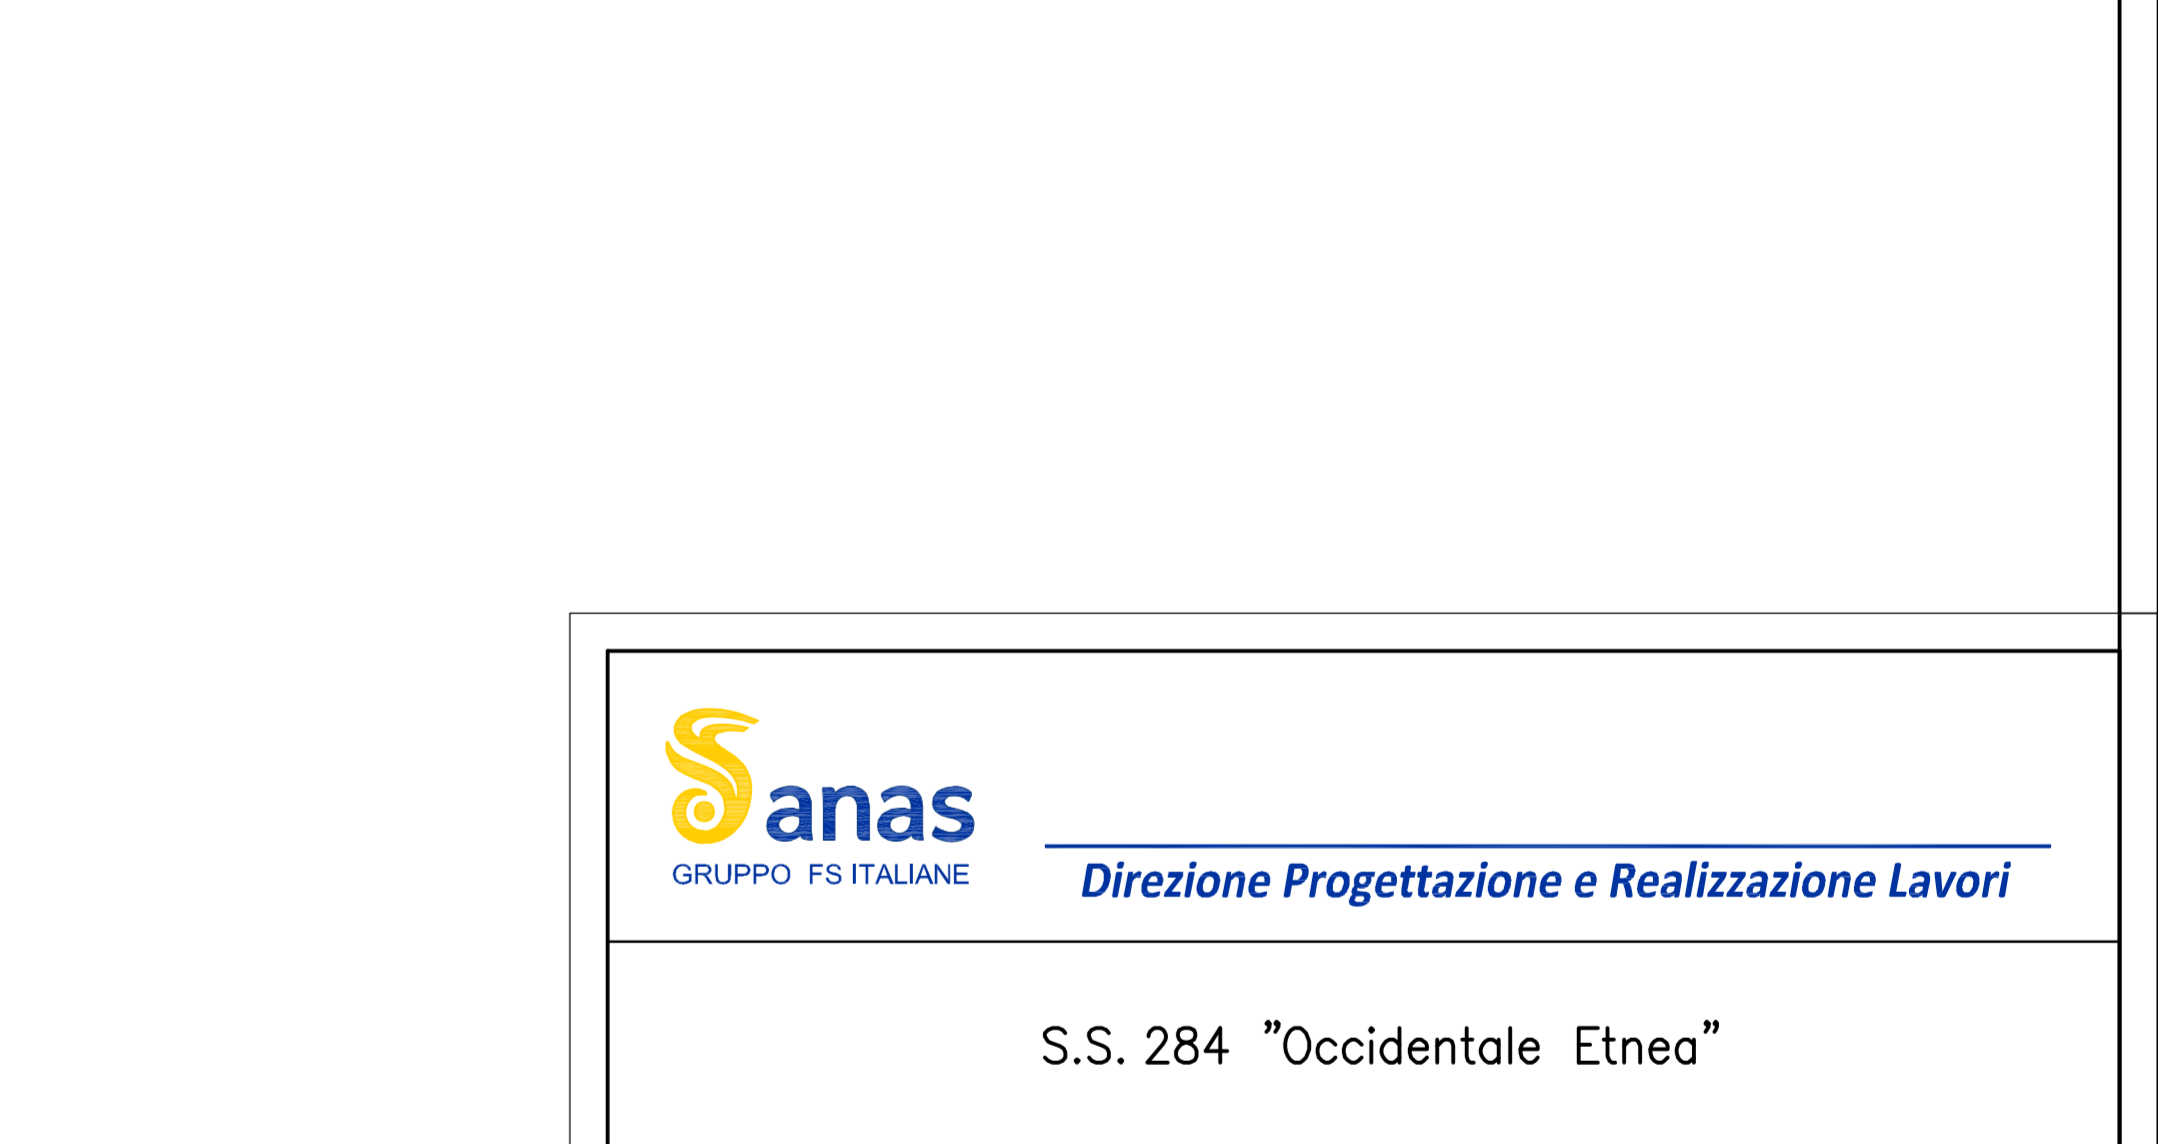 anas
GRUPPO FS ITALIANE
Direzione Progettazione e Realizzazione Lavori
S.S. 284 "Occidentale Etnea"